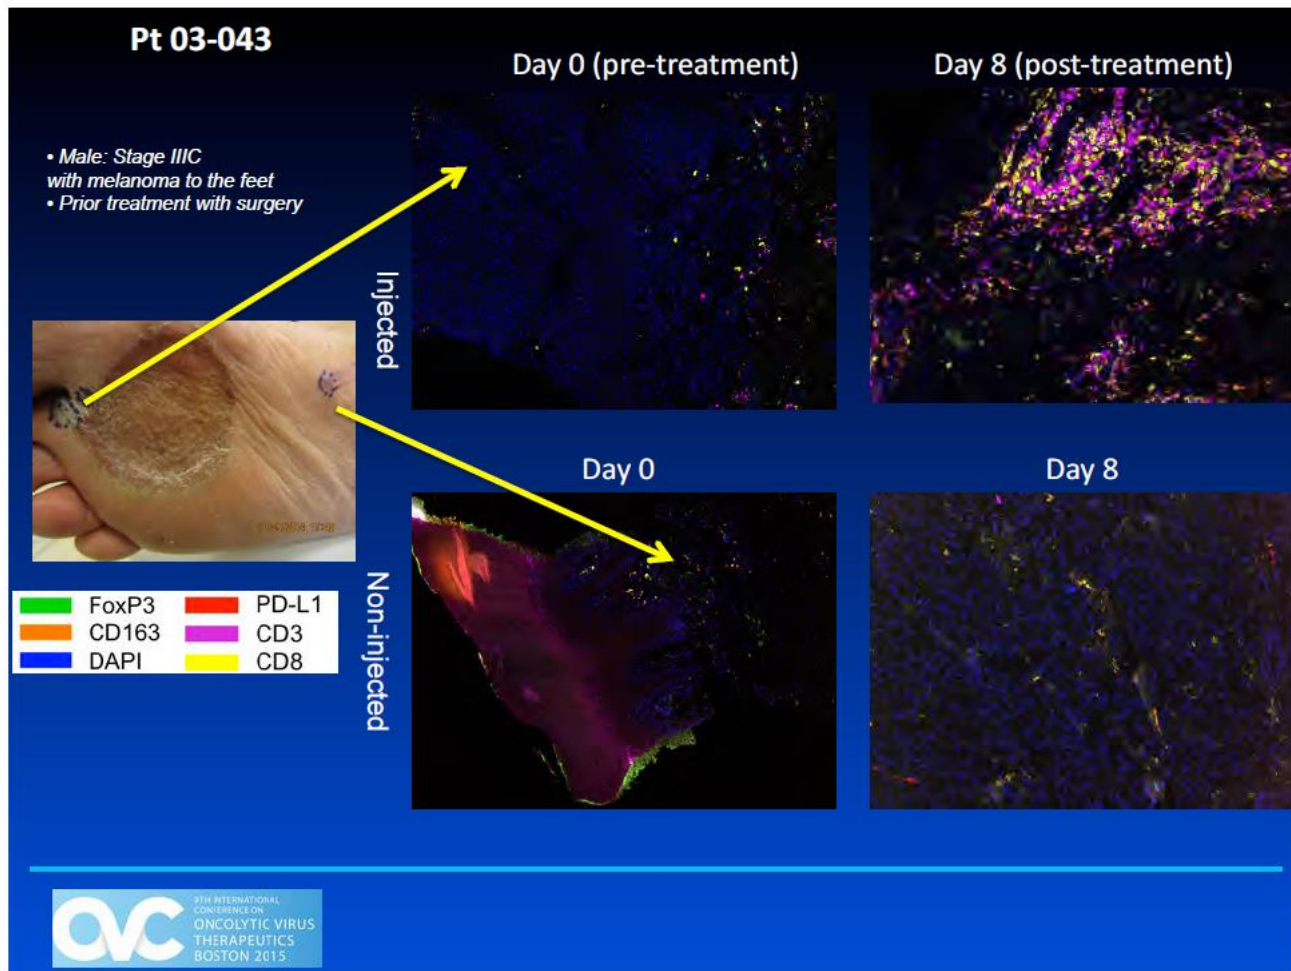 Pt 03-043
Day 0 (pre-treatment)
Day 8 (post-treatment)
• Male: Stage IIIC
with melanoma to the feet
• Prior treatment with surgery
Injected
Day 0
Day 8
Non-injected
FoxP3
PD-L1
CD163
CD3
DAPI
CD8
OVC
9TH INTERNATIONAL
CONFERENCE ON
ONCOLYTIC VIRUS
THERAPEUTICS
BOSTON 2015